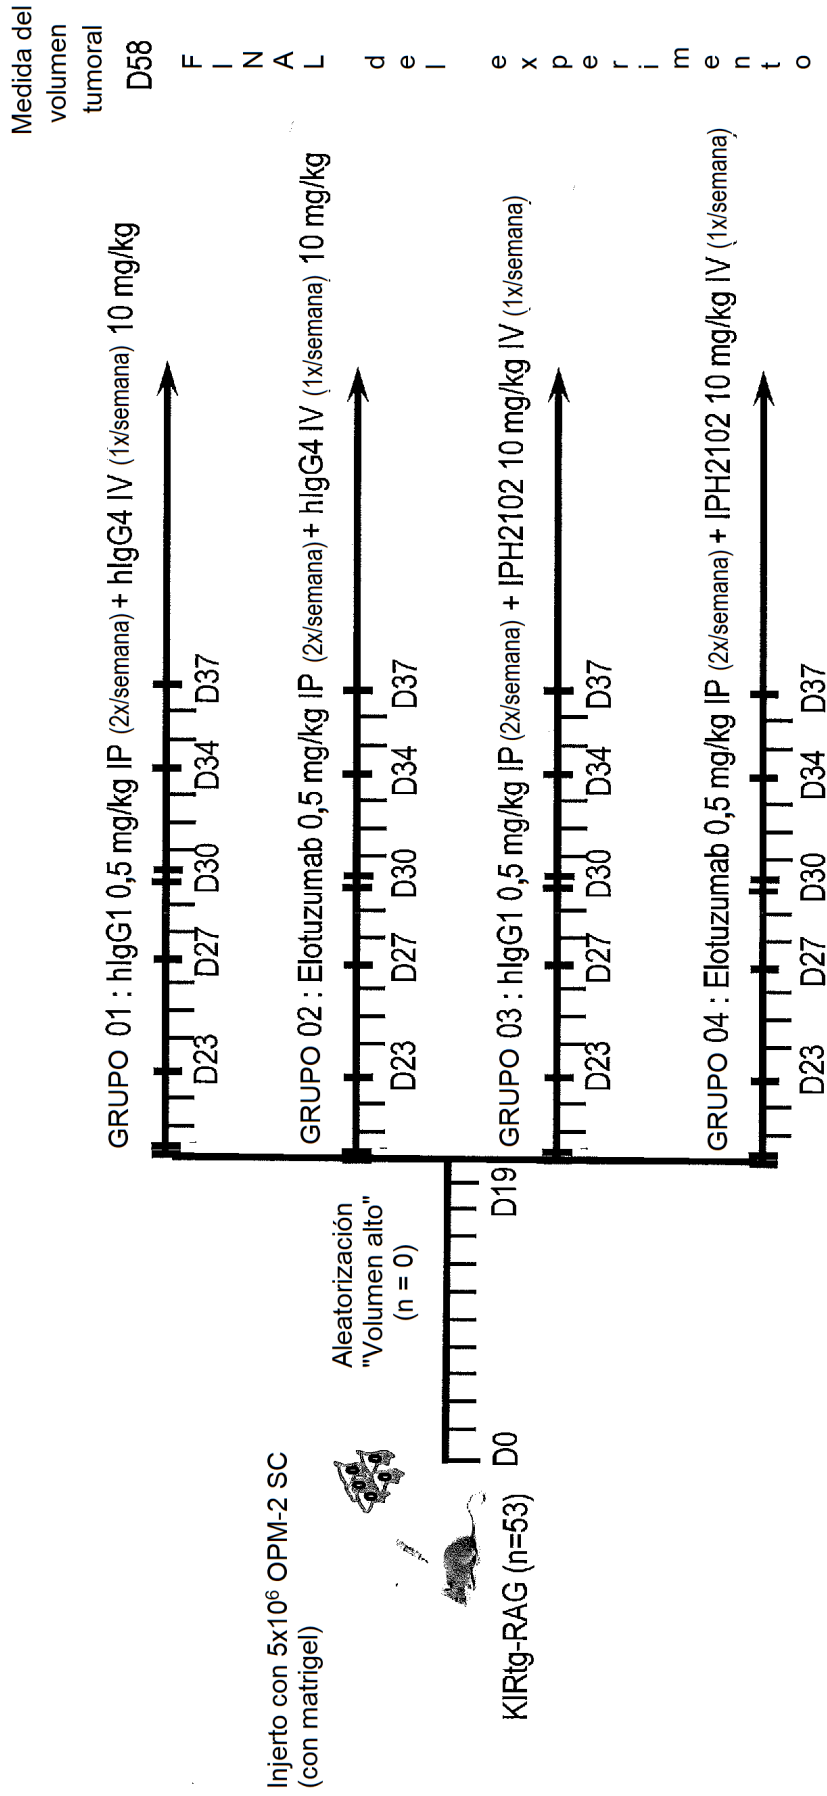 Injerto con 5x10⁶ OPM-2 SC
(con matrigel)
KIRtg-RAG (n=53)
Aleatorización
"Volumen alto"
(n = 0)
D0
D19
GRUPO 01 : hIgG1 0,5 mg/kg IP (2x/semana) + hIgG4 IV (1x/semana) 10 mg/kg
D23 D27 D30 D34 D37
GRUPO 02 : Elotuzumab 0,5 mg/kg IP (2x/semana) + hIgG4 IV (1x/semana) 10 mg/kg
D23 D27 D30 D34 D37
GRUPO 03 : hIgG1 0,5 mg/kg IP (2x/semana) + IPH2102 10 mg/kg IV (1x/semana)
D23 D27 D30 D34 D37
GRUPO 04 : Elotuzumab 0,5 mg/kg IP (2x/semana) + IPH2102 10 mg/kg IV (1x/semana)
D23 D27 D30 D34 D37
Medida del
volumen
tumoral
D58
FINAL del experimento